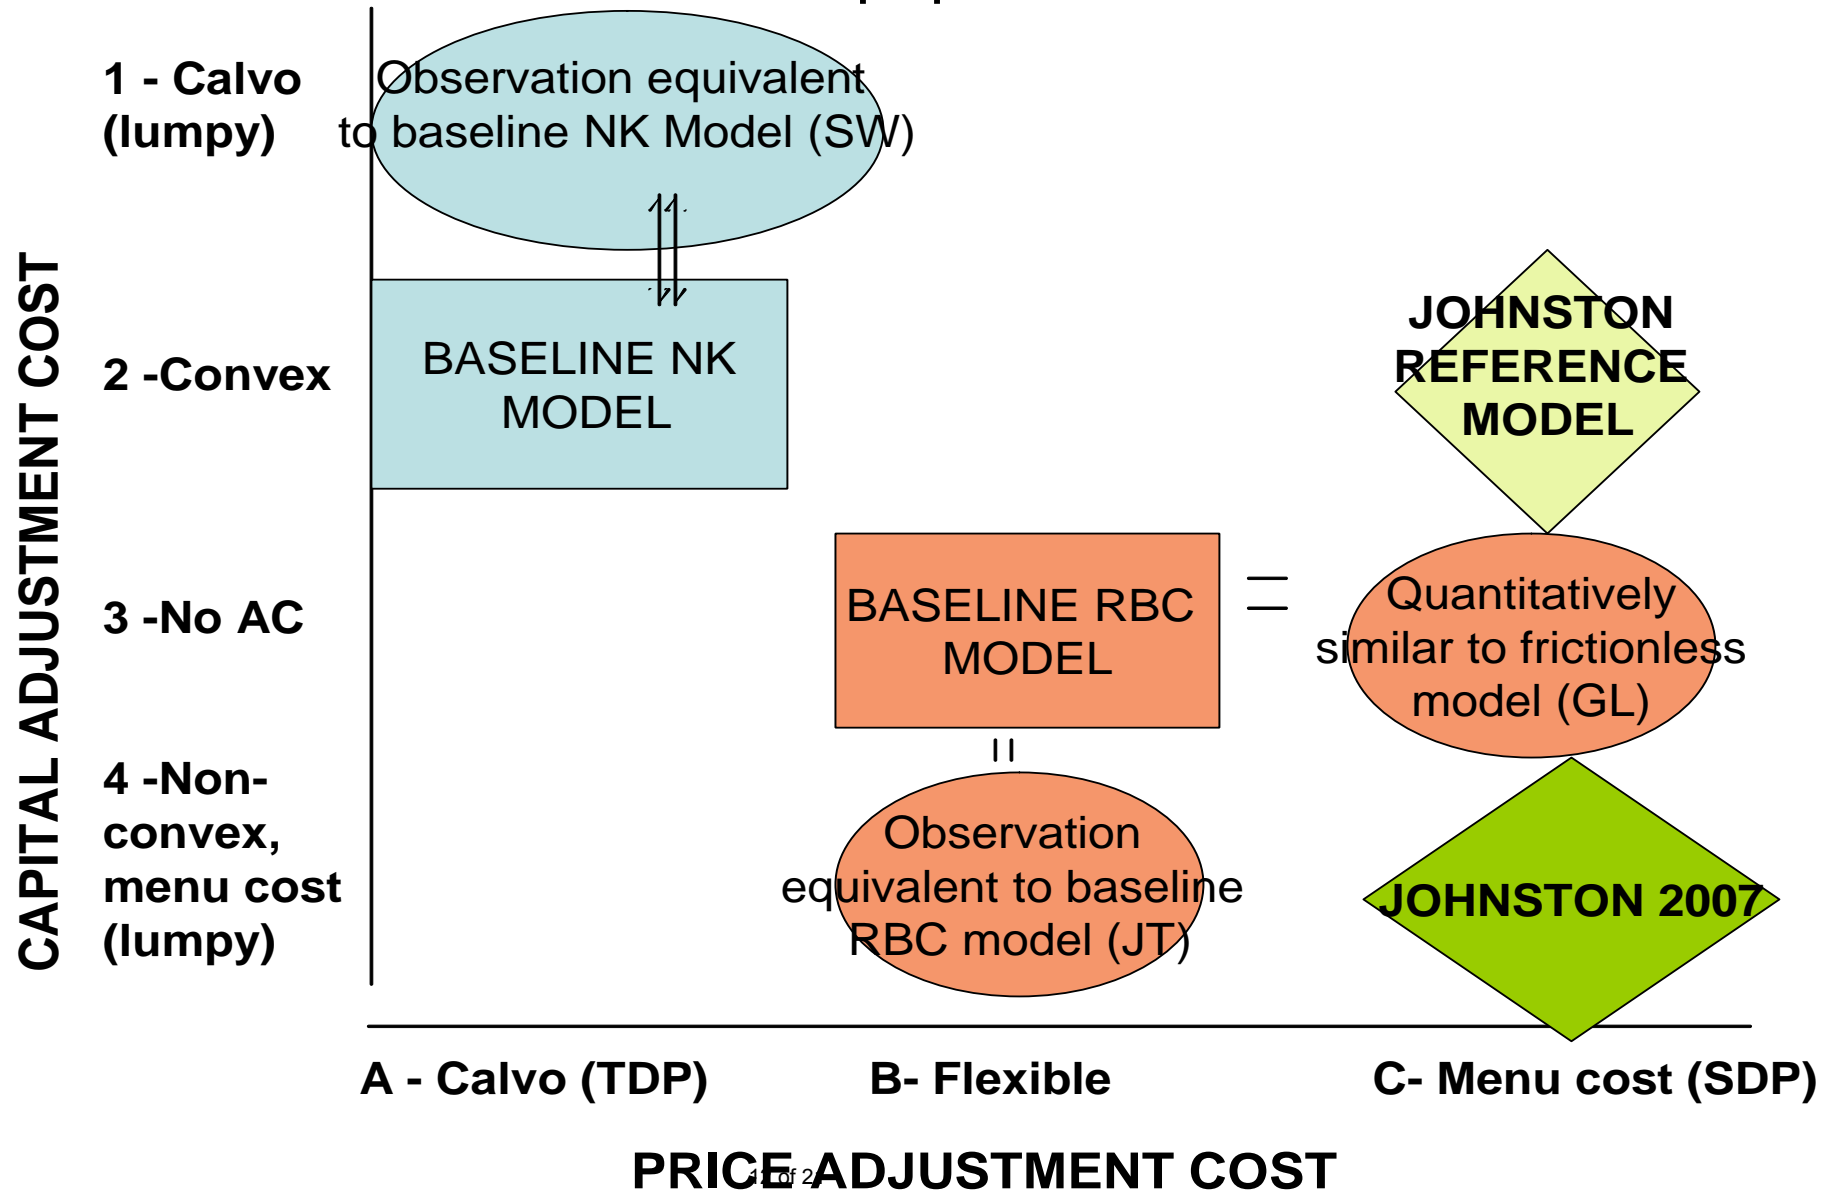 1 - Calvo
(lumpy)
Observation equivalent
to baseline NK Model (SW)
CAPITAL ADJUSTMENT COST
2 -Convex
BASELINE NK
MODEL
JOHNSTON
REFERENCE
MODEL
3 -No AC
BASELINE RBC
MODEL
=
Quantitatively
similar to frictionless
model (GL)
=
4 -Non-
convex,
menu cost
(lumpy)
Observation
equivalent to baseline
RBC model (JT)
JOHNSTON 2007
A - Calvo (TDP)
B- Flexible
C- Menu cost (SDP)
PRICE ADJUSTMENT COST